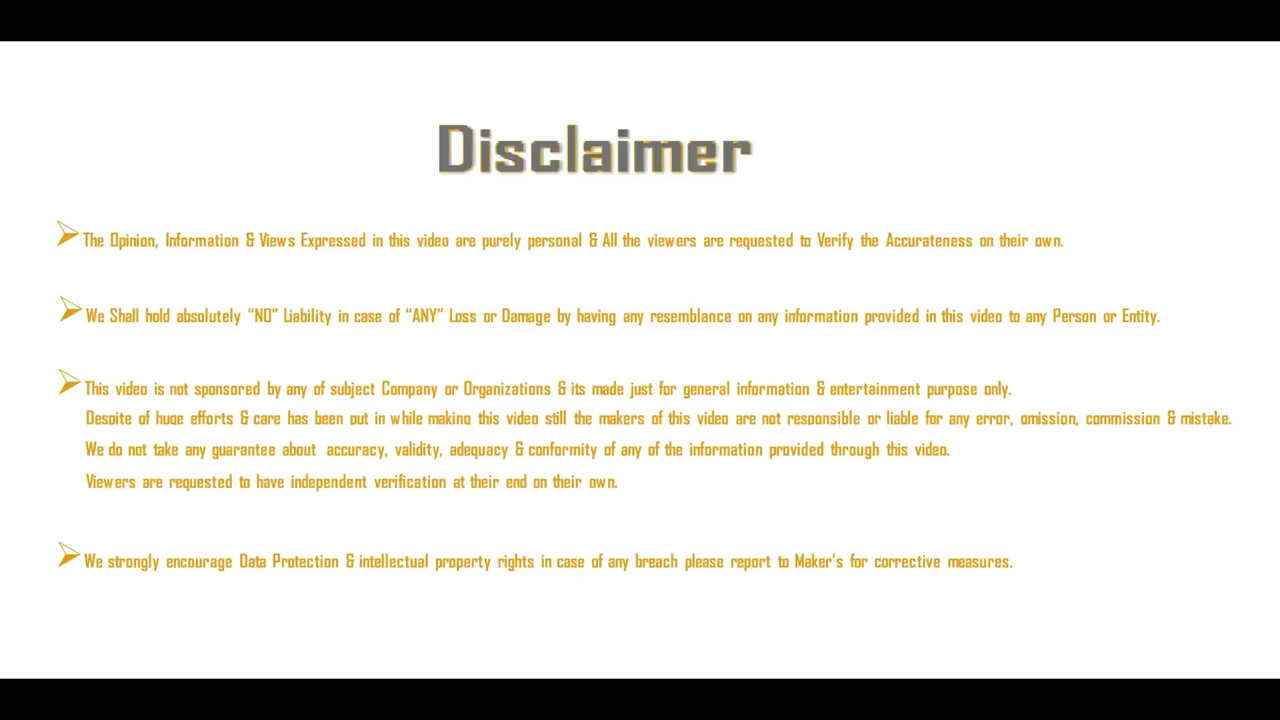 Disclaimer
The Opinion, Information & Views Expressed in this video are purely personal & All the viewers are requested to Verify the Accurateness on their own.
We Shall hold absolutely “NO” Liability in case of “ANY” Loss or Damage by having any resemblance on any information provided in this video to any Person or Entity.
This video is not sponsored by any of subject Company or Organizations & its made just for general information & entertainment purpose only.
Despite of huge efforts & care has been put in while making this video still the makers of this video are not responsible or liable for any error, omission, commission & mistake.
We do not take any guarantee about accuracy, validity, adequacy & conformity of any of the information provided through this video.
Viewers are requested to have independent verification at their end on their own.
We strongly encourage Data Protection & intellectual property rights in case of any breach please report to Maker’s for corrective measures.